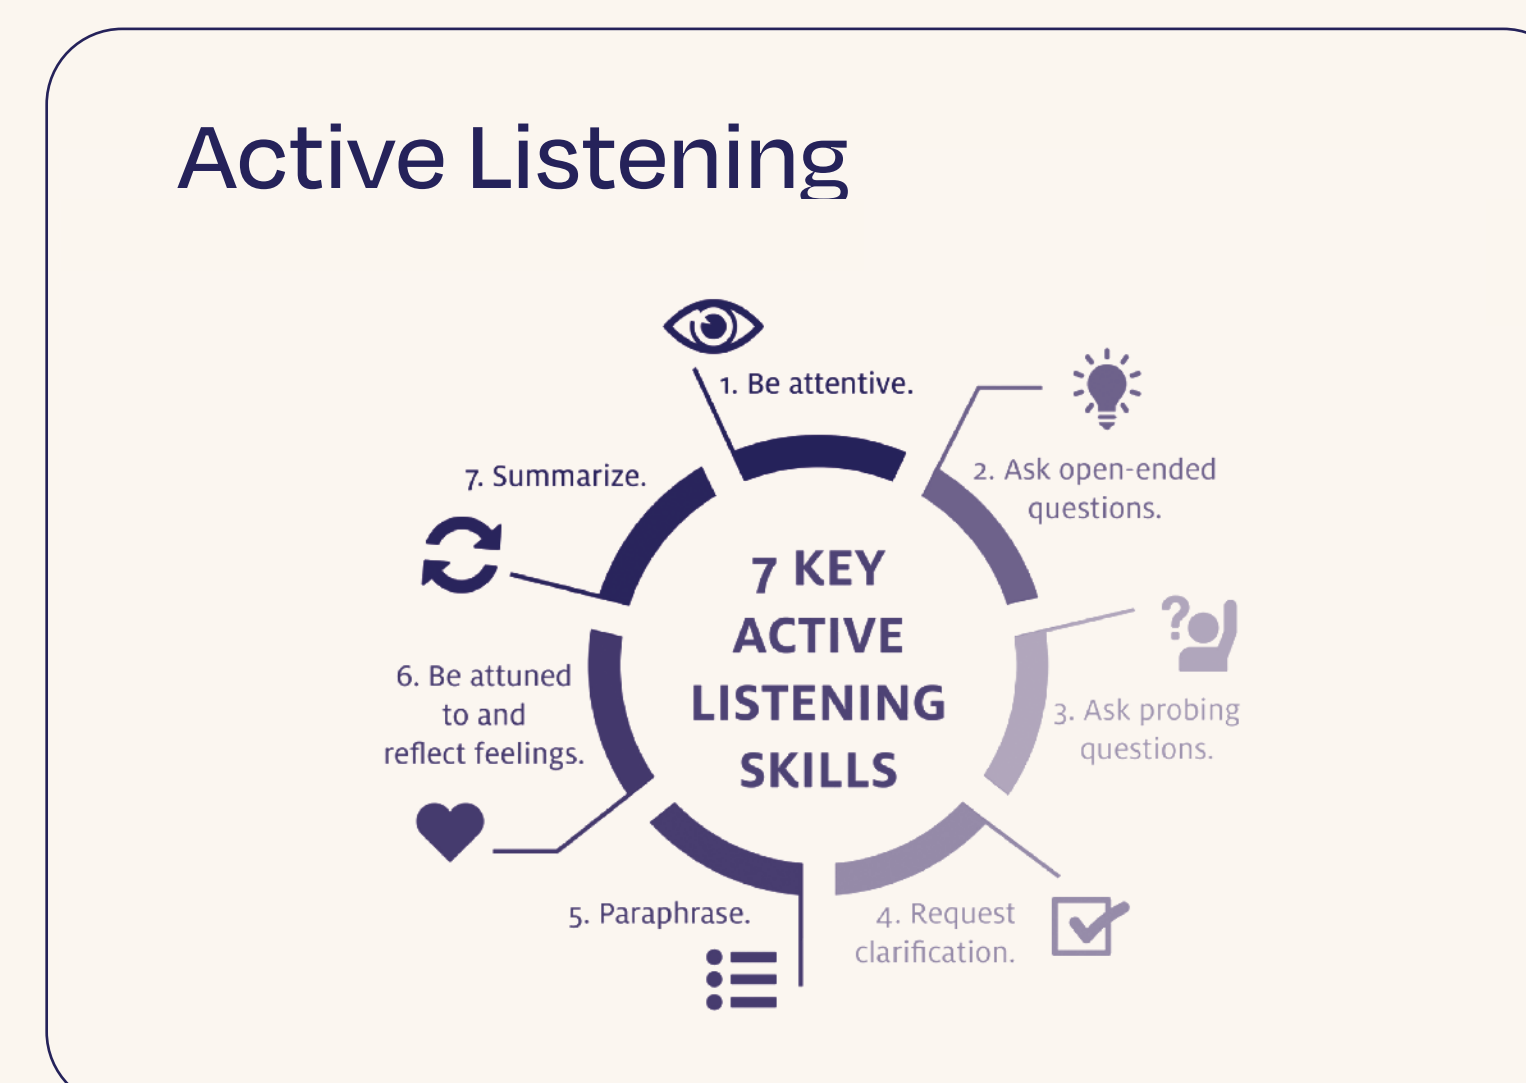 Active Listening
1. Be attentive.
2. Ask open-ended
questions.
3. Ask probing
questions.
4. Request
clarification.
5. Paraphrase.
6. Be attuned
to and
reflect feelings.
7. Summarize.
7 KEY
ACTIVE
LISTENING
SKILLS